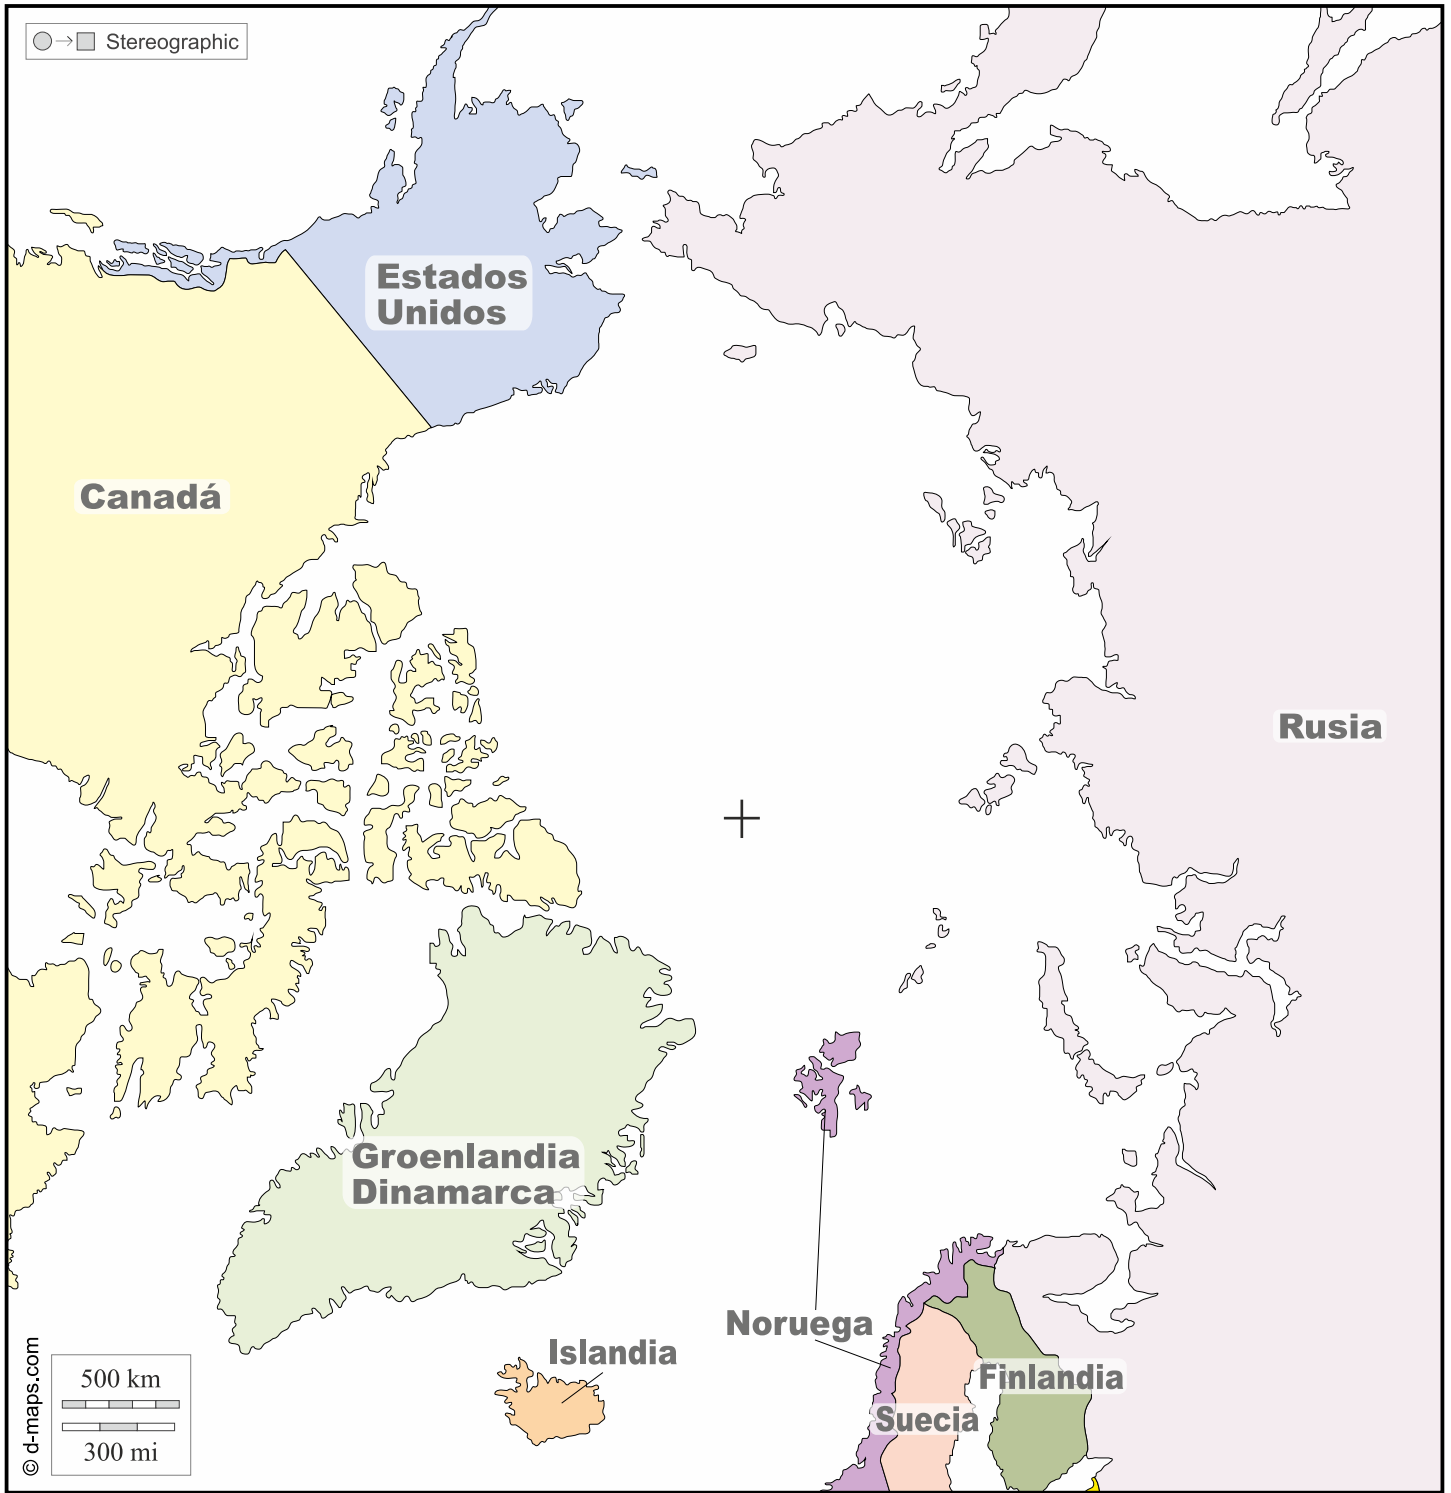 Stereographic
Estados
Unidos
Canadá
Rusia
Groenlandia
Dinamarca
Noruega
Islandia
Finlandia
Suecia
500 km
300 mi
© d-maps.com